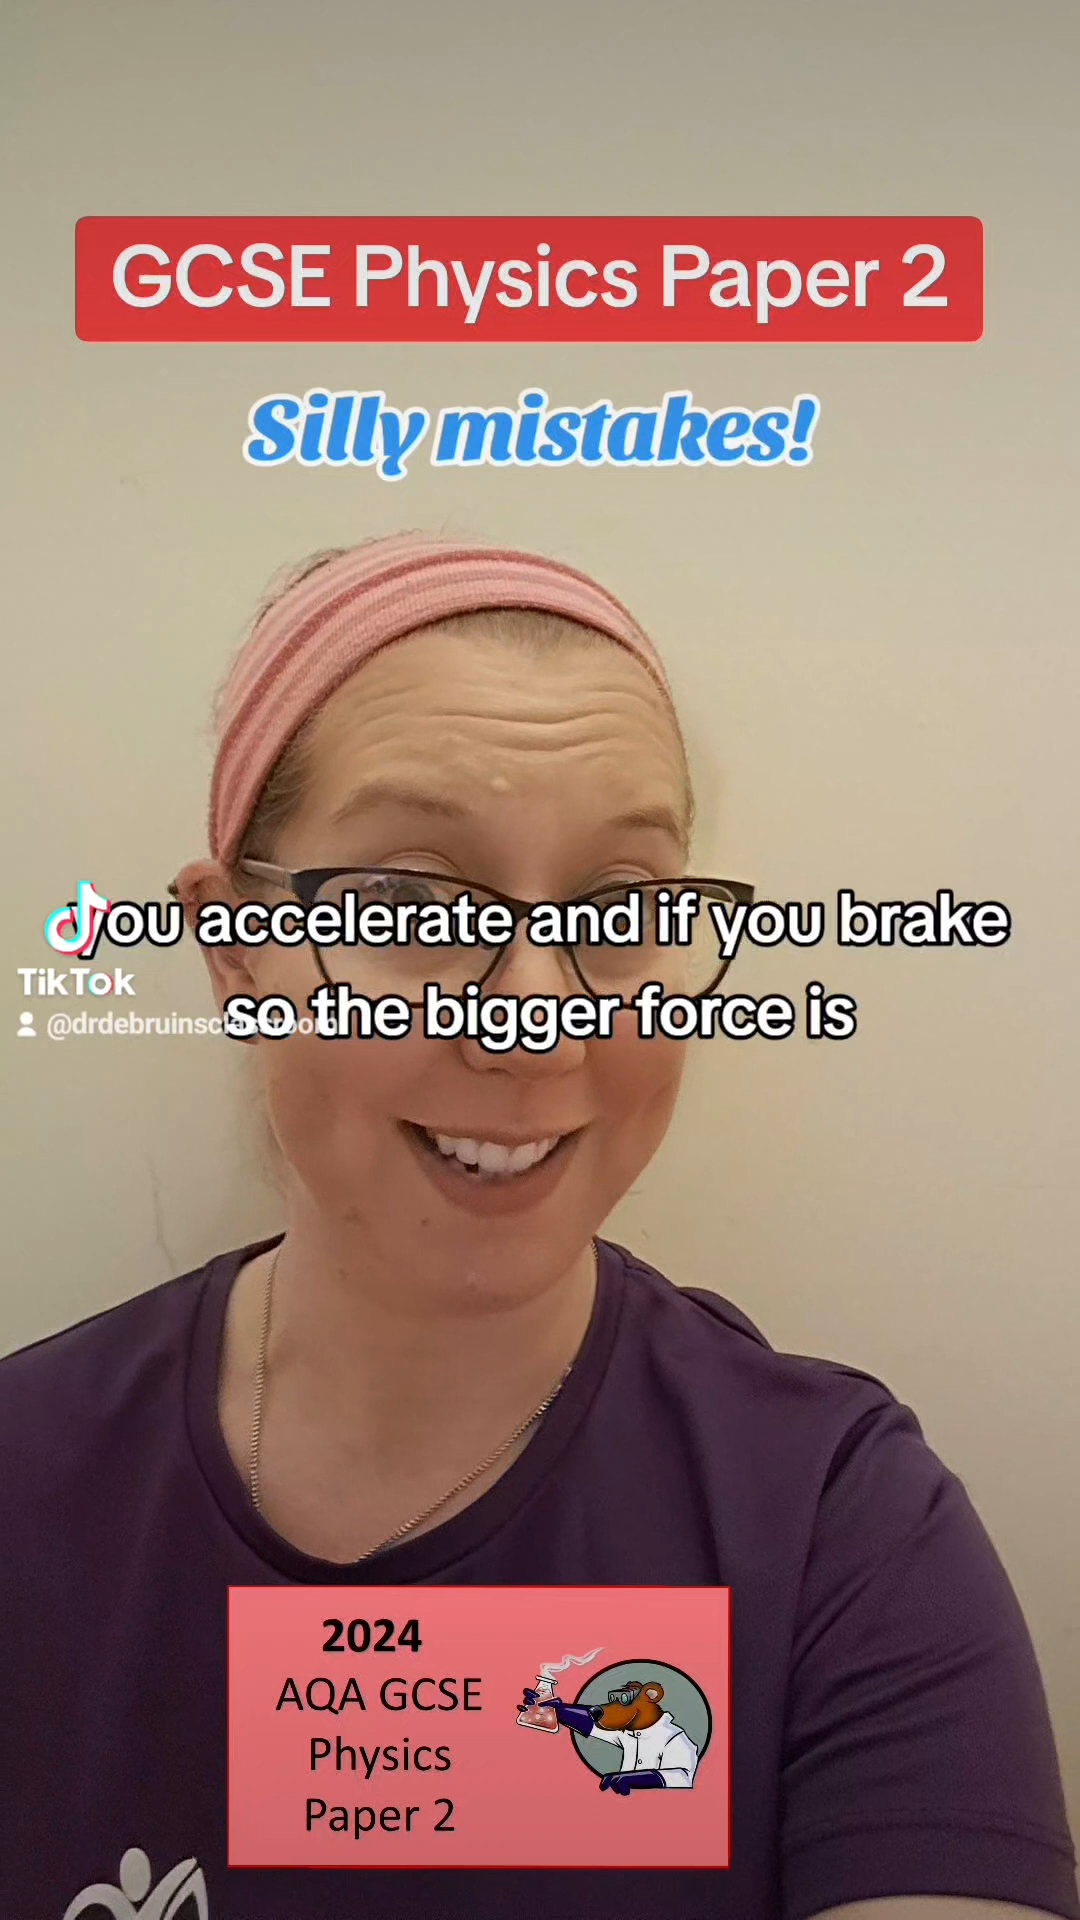 GCSE Physics Paper 2
Silly mistakes!
you accelerate and if you brake
so the bigger force is
TikTok
@drdebruinsclassroom
2024
AQA GCSE
Physics
Paper 2